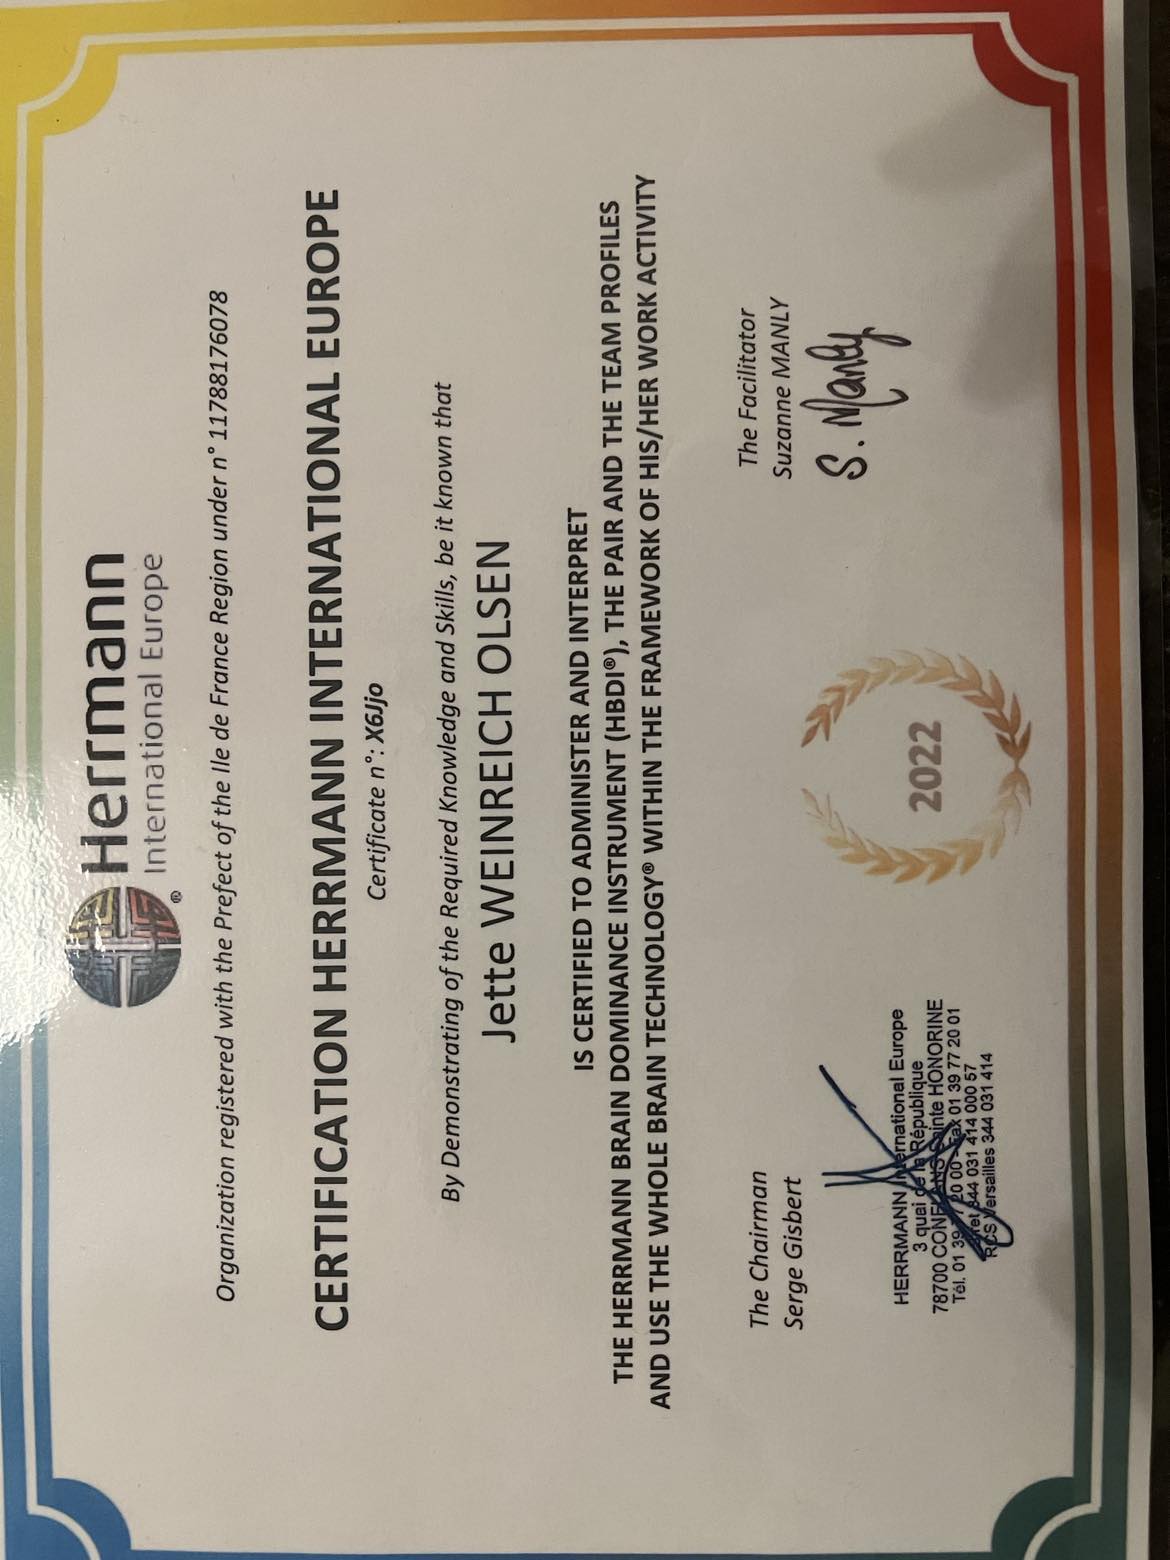 Herrmann
International Europe
®
Organization registered with the Prefect of the Ile de France Region under n° 11788176078
CERTIFICATION HERRMANN INTERNATIONAL EUROPE
Certificate n°: X6Jjo
By Demonstrating of the Required Knowledge and Skills, be it known that
Jette WEINREICH OLSEN
IS CERTIFIED TO ADMINISTER AND INTERPRET
THE HERRMANN BRAIN DOMINANCE INSTRUMENT (HBDI®), THE PAIR AND THE TEAM PROFILES
AND USE THE WHOLE BRAIN TECHNOLOGY® WITHIN THE FRAMEWORK OF HIS/HER WORK ACTIVITY
The Chairman
Serge Gisbert
HERRMANN International Europe
3 quai de la République
78700 CONFLANS Sainte HONORINE
Tél. 01 39 77 20 00 - Fax 01 39 77 20 01
Siret 344 031 414 000 57
RCS Versailles 344 031 414
2022
The Facilitator
Suzanne MANLY
S. Manly